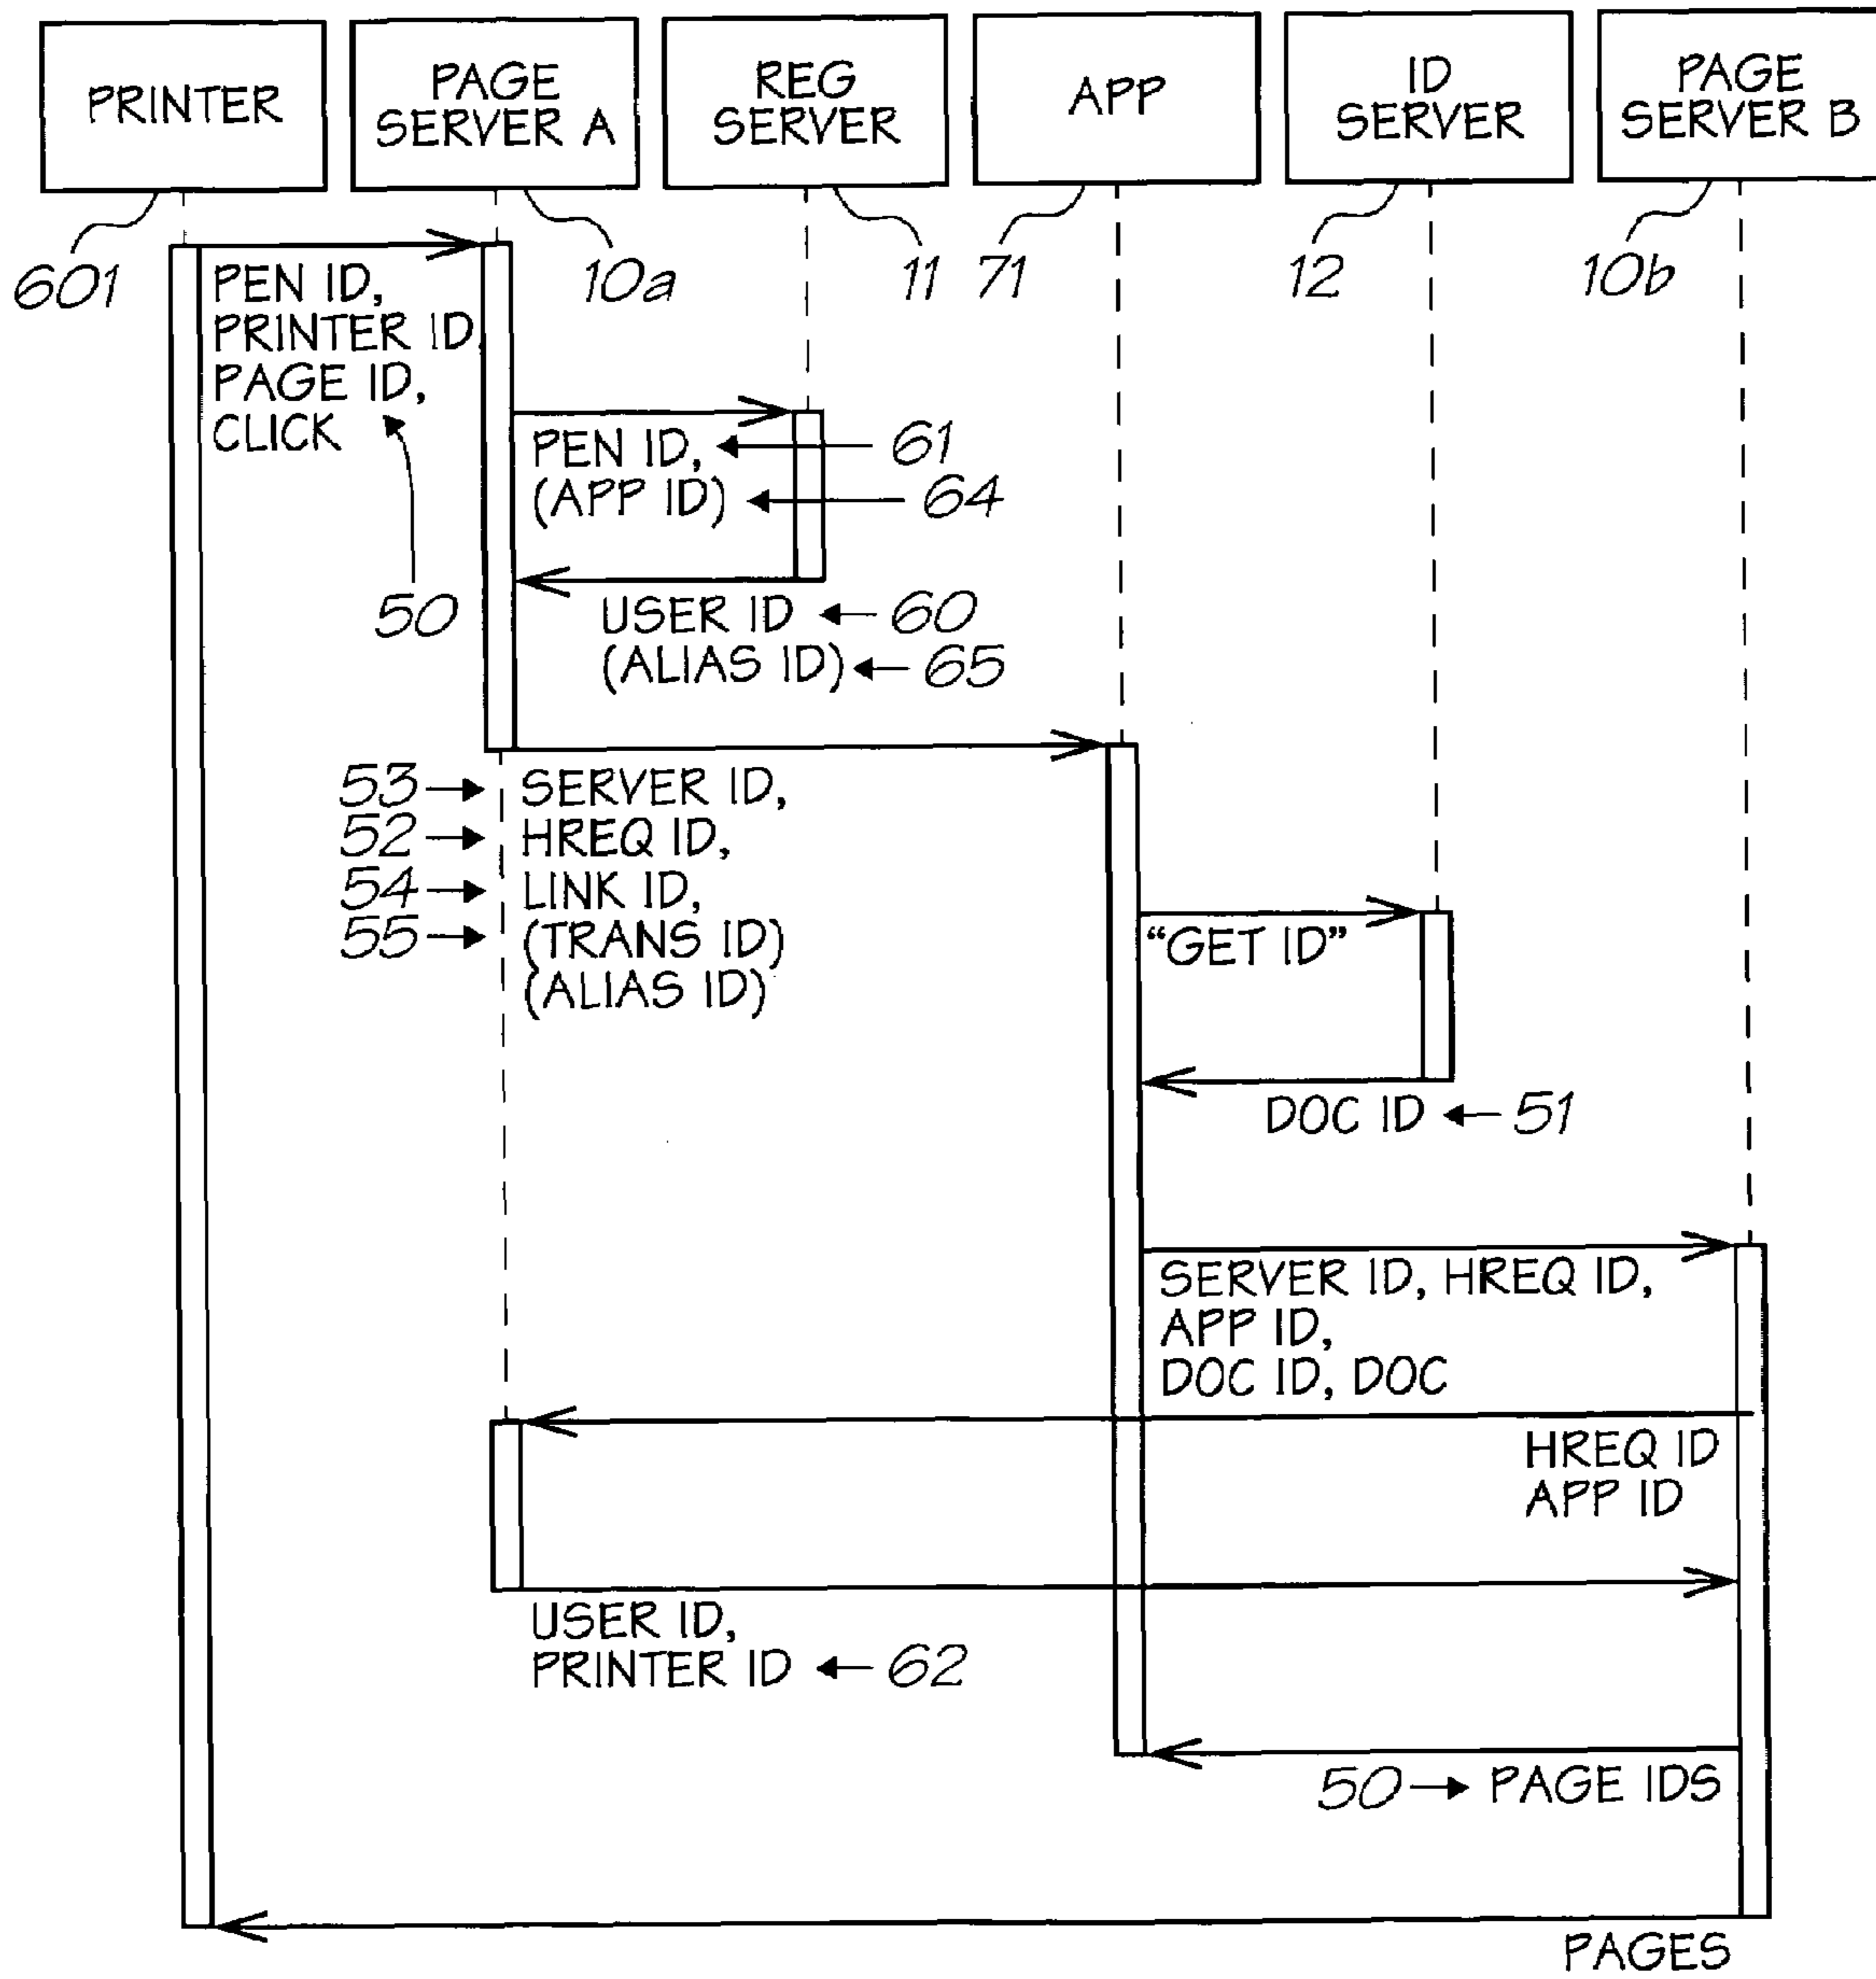 PRINTER
PAGE
SERVER A
REG
SERVER
APP
ID
SERVER
PAGE
SERVER B
601
10a
11
71
12
10b
PEN ID,
PRINTER ID
PAGE ID,
CLICK
50
PEN ID,
61
(APP ID)
64
USER ID
60
(ALIAS ID)
65
53
SERVER ID,
52
HREQ ID,
54
LINK ID,
55
(TRANS ID)
(ALIAS ID)
"GET ID"
DOC ID
51
SERVER ID, HREQ ID,
APP ID,
DOC ID, DOC
HREQ ID
APP ID
USER ID,
PRINTER ID
62
50
PAGE IDS
PAGES